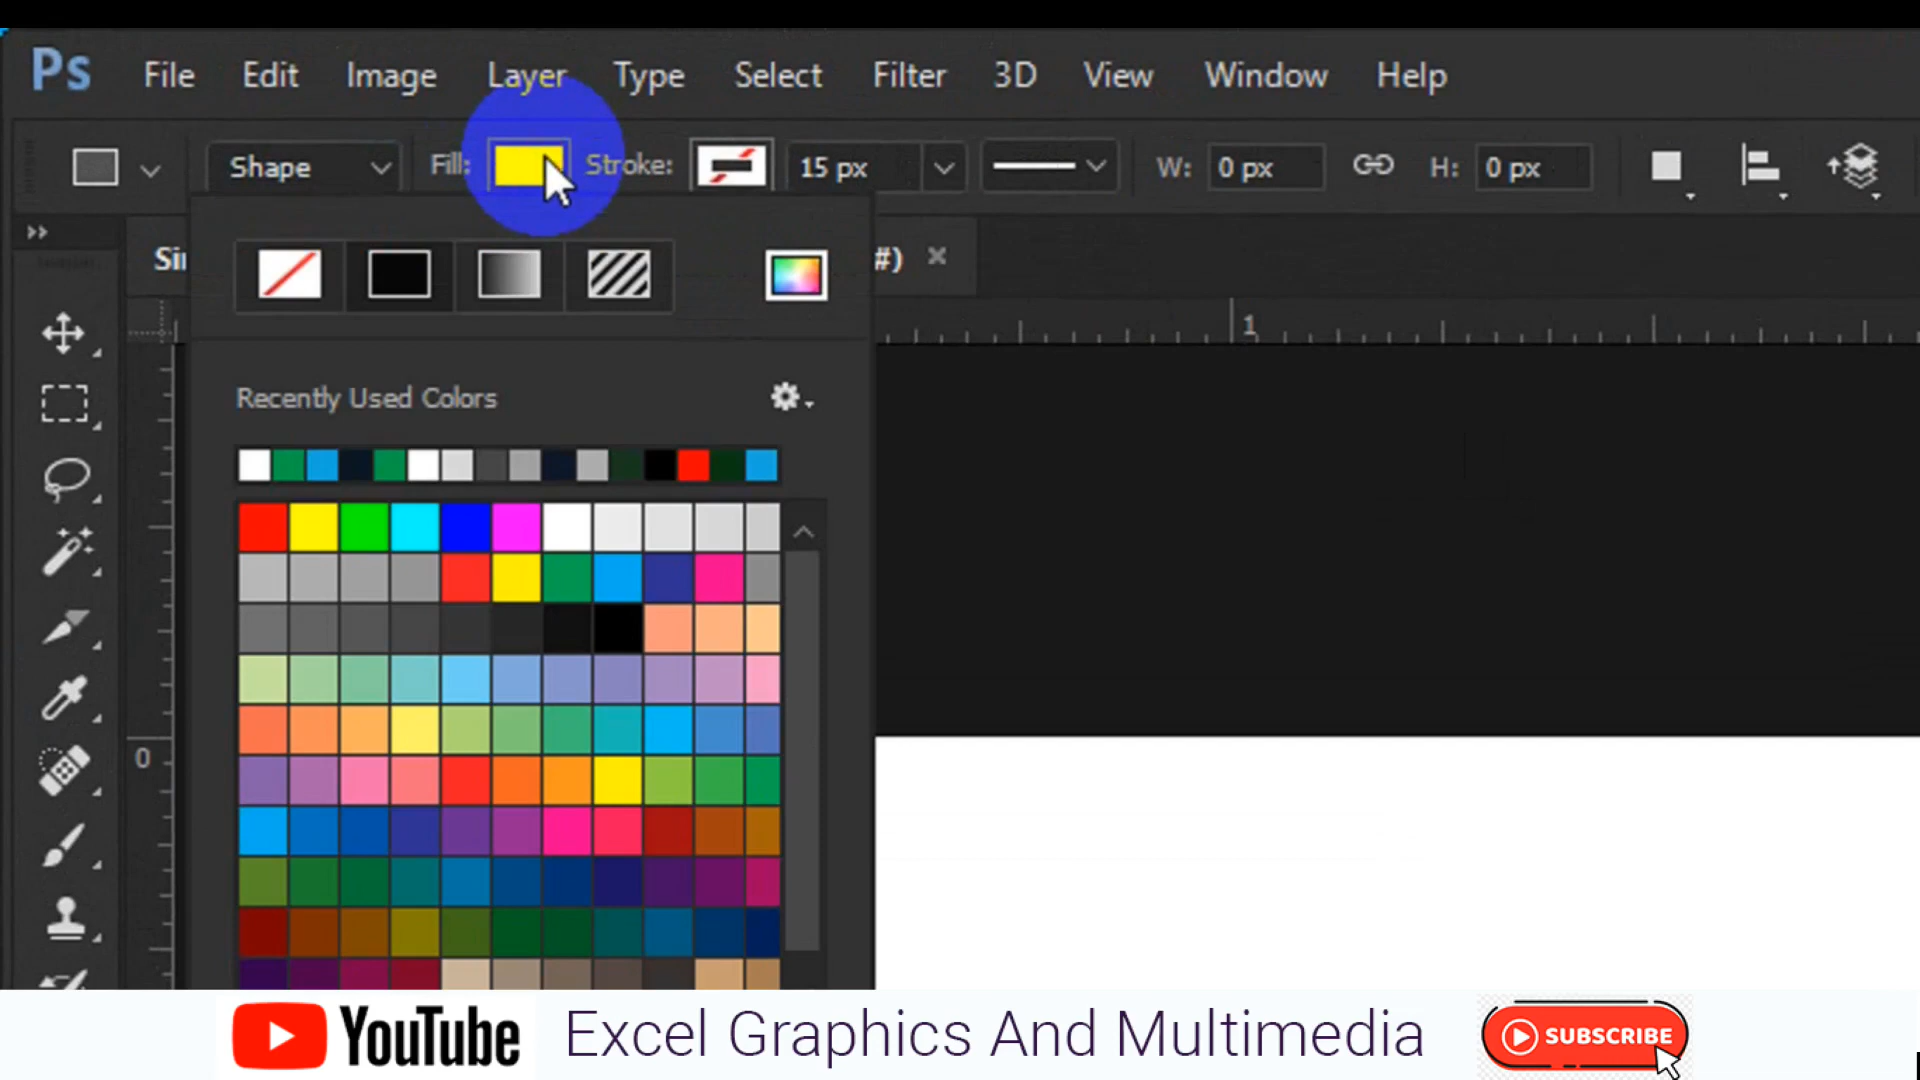 Ps File Edit Image Layer Type Select Filter 3D View Window Help
Shape Fill: Stroke: 15 px W: 0 px H: 0 px
#)
1
Recently Used Colors
0
YouTube Excel Graphics And Multimedia SUBSCRIBE